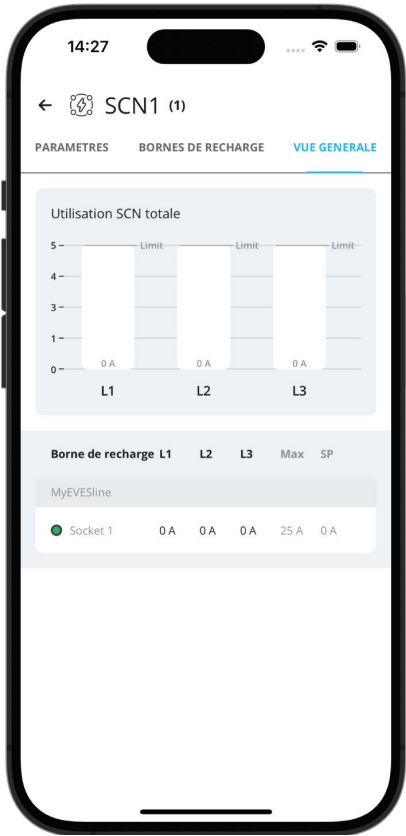 14:27
SCN1 (1)
PARAMETRES BORNES DE RECHARGE VUE GENERALE
Utilisation SCN totale
5 Limit Limit Limit
4
3
1
0 0 A 0 A 0 A
L1 L2 L3
Borne de recharge L1 L2 L3 Max SP
MyEVESline
Socket 1 0 A 0 A 0 A 25 A 0 A